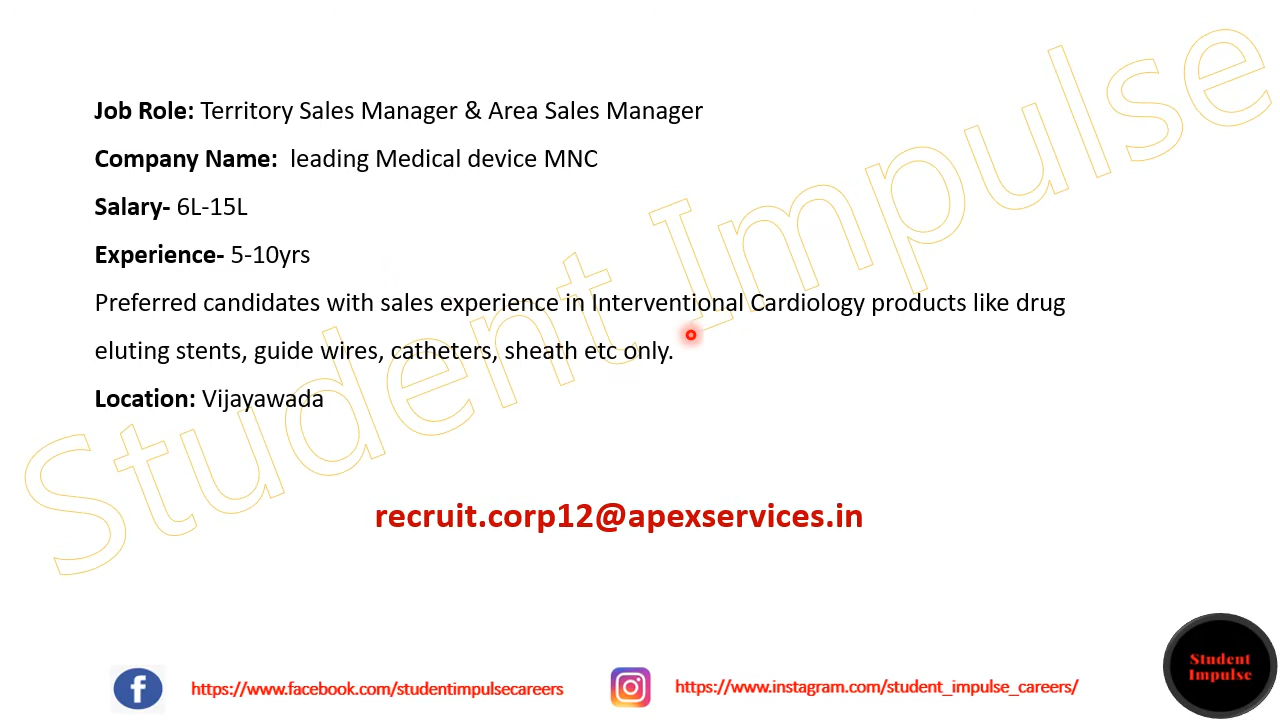 Job Role: Territory Sales Manager & Area Sales Manager
Company Name:  leading Medical device MNC
Salary- 6L-15L
Experience- 5-10yrs
Preferred candidates with sales experience in Interventional Cardiology products like drug
eluting stents, guide wires, catheters, sheath etc only.
Location: Vijayawada
Student Impulse
recruit.corp12@apexservices.in
https://www.facebook.com/studentimpulsecareers
https://www.instagram.com/student_impulse_careers/
Student
Impulse